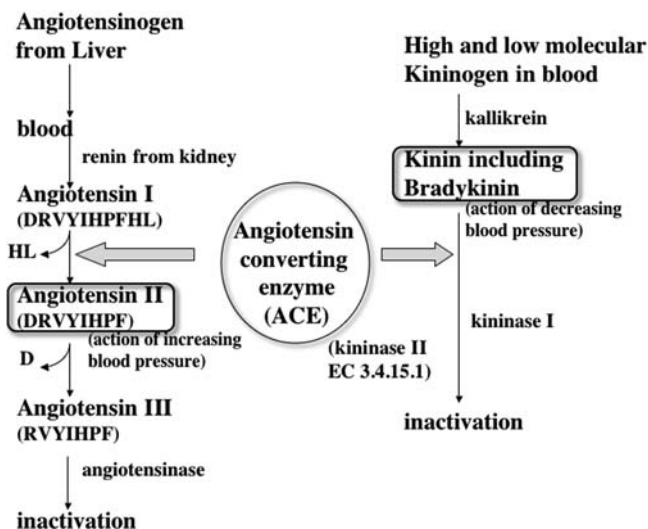 Angiotensinogen
from Liver
blood
renin from kidney
Angiotensin I
(DRVYIHPFHL)
HL
Angiotensin II
(DRVYIHPF)
(action of increasing
blood pressure)
D
Angiotensin III
(RVYIHPF)
angiotensinase
inactivation
Angiotensin
converting
enzyme
(ACE)
(kininase II
EC 3.4.15.1)
High and low molecular
Kininogen in blood
kallikrein
Kinin including
Bradykinin
(action of decreasing
blood pressure)
kininase I
inactivation